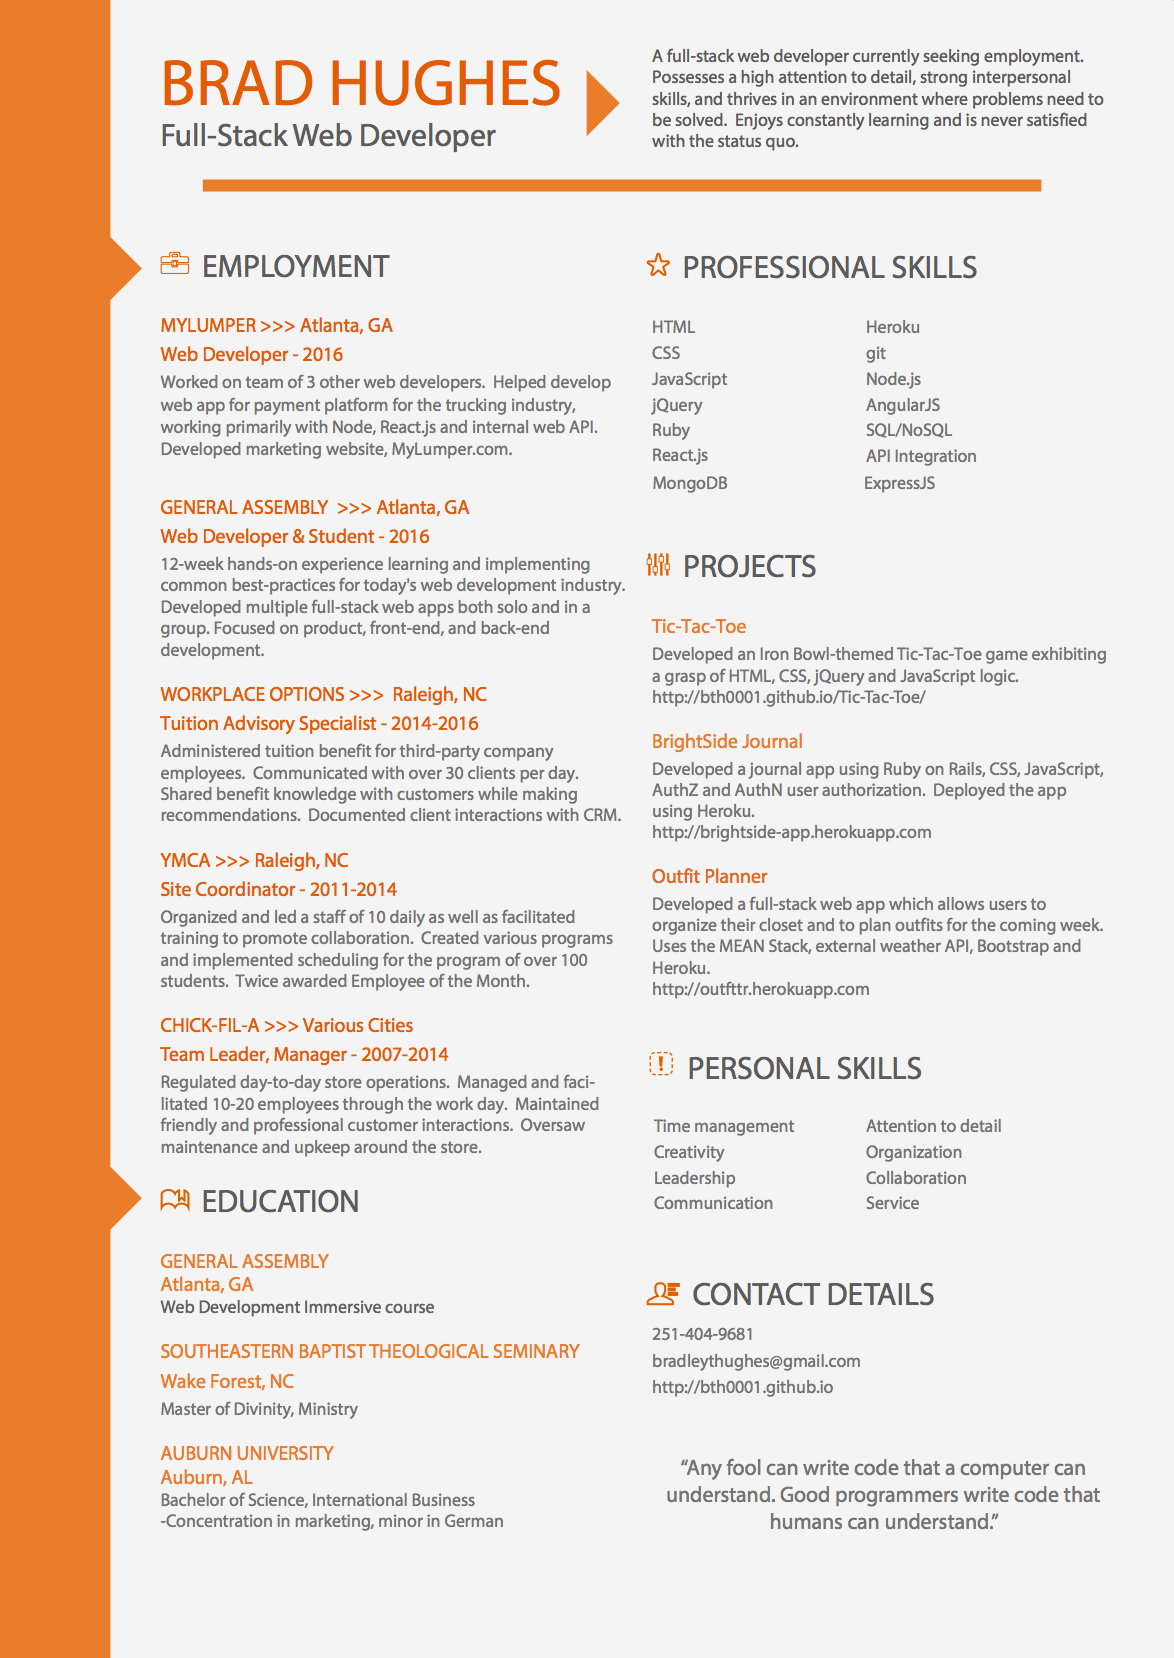 BRAD HUGHES
Full-Stack Web Developer
A full-stack web developer currently seeking employment.
Possesses a high attention to detail, strong interpersonal
skills, and thrives in an environment where problems need to
be solved.  Enjoys constantly learning and is never satisfied
with the status quo.
EMPLOYMENT
MYLUMPER >>> Atlanta, GA
Web Developer - 2016
Worked on team of 3 other web developers.  Helped develop
web app for payment platform for the trucking industry,
working primarily with Node, React.js and internal web API.
Developed marketing website, MyLumper.com.
GENERAL ASSEMBLY  >>> Atlanta, GA
Web Developer & Student - 2016
12-week hands-on experience learning and implementing
common best-practices for today's web development industry.
Developed multiple full-stack web apps both solo and in a
group. Focused on product, front-end, and back-end
development.
WORKPLACE OPTIONS >>>  Raleigh, NC
Tuition Advisory Specialist - 2014-2016
Administered tuition benefit for third-party company
employees.  Communicated with over 30 clients per day.
Shared benefit knowledge with customers while making
recommendations.  Documented client interactions with CRM.
YMCA >>> Raleigh, NC
Site Coordinator - 2011-2014
Organized and led a staff of 10 daily as well as facilitated
training to promote collaboration.  Created various programs
and implemented scheduling for the program of over 100
students.  Twice awarded Employee of the Month.
CHICK-FIL-A >>> Various Cities
Team Leader, Manager - 2007-2014
Regulated day-to-day store operations.  Managed and faci-
litated 10-20 employees through the work day.  Maintained
friendly and professional customer interactions.  Oversaw
maintenance and upkeep around the store.
EDUCATION
GENERAL ASSEMBLY
Atlanta, GA
Web Development Immersive course
SOUTHEASTERN BAPTIST THEOLOGICAL SEMINARY
Wake Forest, NC
Master of Divinity, Ministry
AUBURN UNIVERSITY
Auburn, AL
Bachelor of Science, International Business
-Concentration in marketing, minor in German
PROFESSIONAL SKILLS
HTML
CSS
JavaScript
jQuery
Ruby
React.js
MongoDB
Heroku
git
Node.js
AngularJS
SQL/NoSQL
API Integration
ExpressJS
PROJECTS
Tic-Tac-Toe
Developed an Iron Bowl-themed Tic-Tac-Toe game exhibiting
a grasp of HTML, CSS, jQuery and JavaScript logic.
http://bth0001.github.io/Tic-Tac-Toe/
BrightSide Journal
Developed a journal app using Ruby on Rails, CSS, JavaScript,
AuthZ and AuthN user authorization.  Deployed the app
using Heroku.
http://brightside-app.herokuapp.com
Outfit Planner
Developed a full-stack web app which allows users to
organize their closet and to plan outfits for the coming week.
Uses the MEAN Stack, external weather API, Bootstrap and
Heroku.
http://outfttr.herokuapp.com
PERSONAL SKILLS
Time management
Creativity
Leadership
Communication
Attention to detail
Organization
Collaboration
Service
CONTACT DETAILS
251-404-9681
bradleythughes@gmail.com
http://bth0001.github.io
“Any fool can write code that a computer can
understand. Good programmers write code that
humans can understand.”